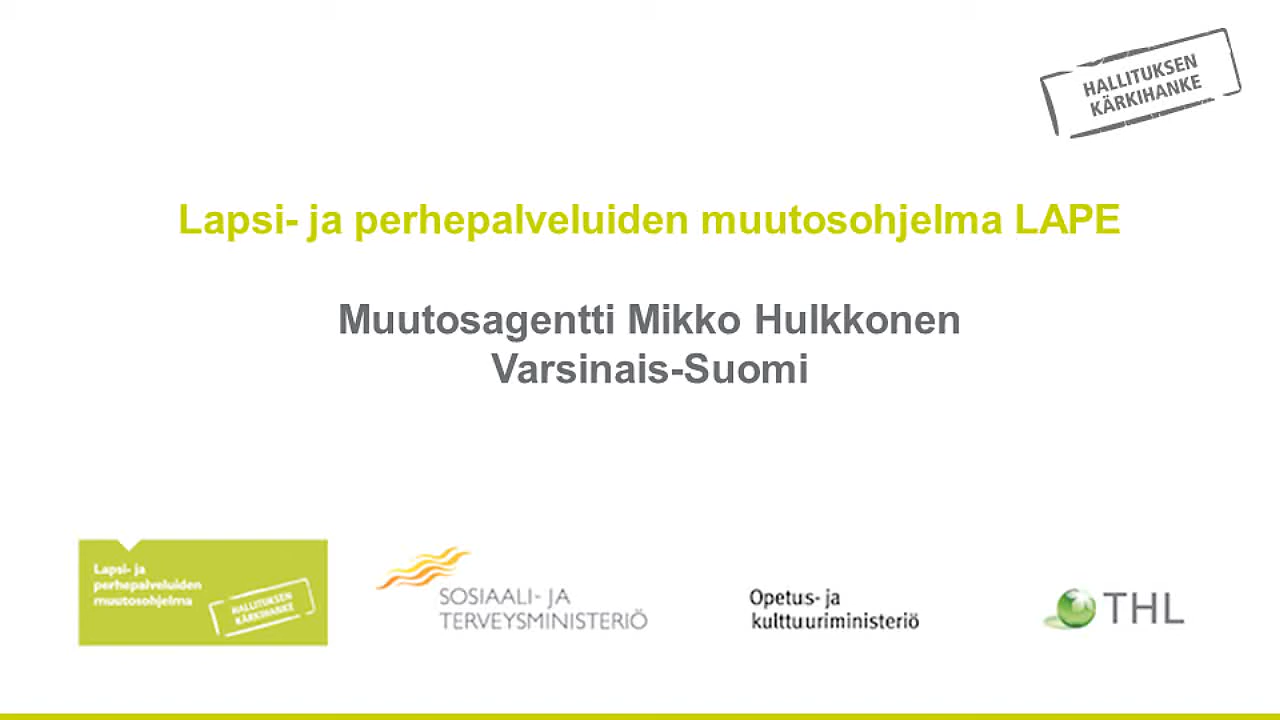 HALLITUKSEN
KÄRKIHANKE
Lapsi- ja perhepalveluiden muutosohjelma LAPE
Muutosagentti Mikko Hulkkonen
Varsinais-Suomi
Lapsi- ja
perhepalveluiden
muutosohjelma
HALLITUKSEN
KÄRKIHANKE
SOSIAALI- JA
TERVEYSMINISTERIÖ
Opetus- ja
kulttuuriministeriö
THL